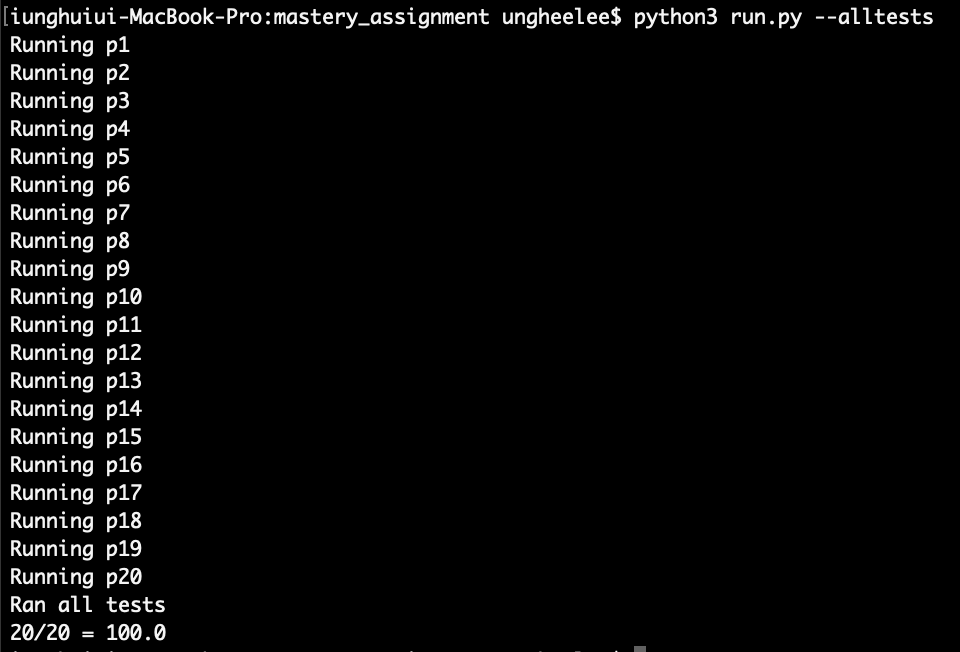 [iunghuiui-MacBook-Pro:mastery_assignment ungheelee$ python3 run.py --alltests
Running p1
Running p2
Running p3
Running p4
Running p5
Running p6
Running p7
Running p8
Running p9
Running p10
Running p11
Running p12
Running p13
Running p14
Running p15
Running p16
Running p17
Running p18
Running p19
Running p20
Ran all tests
20/20 = 100.0